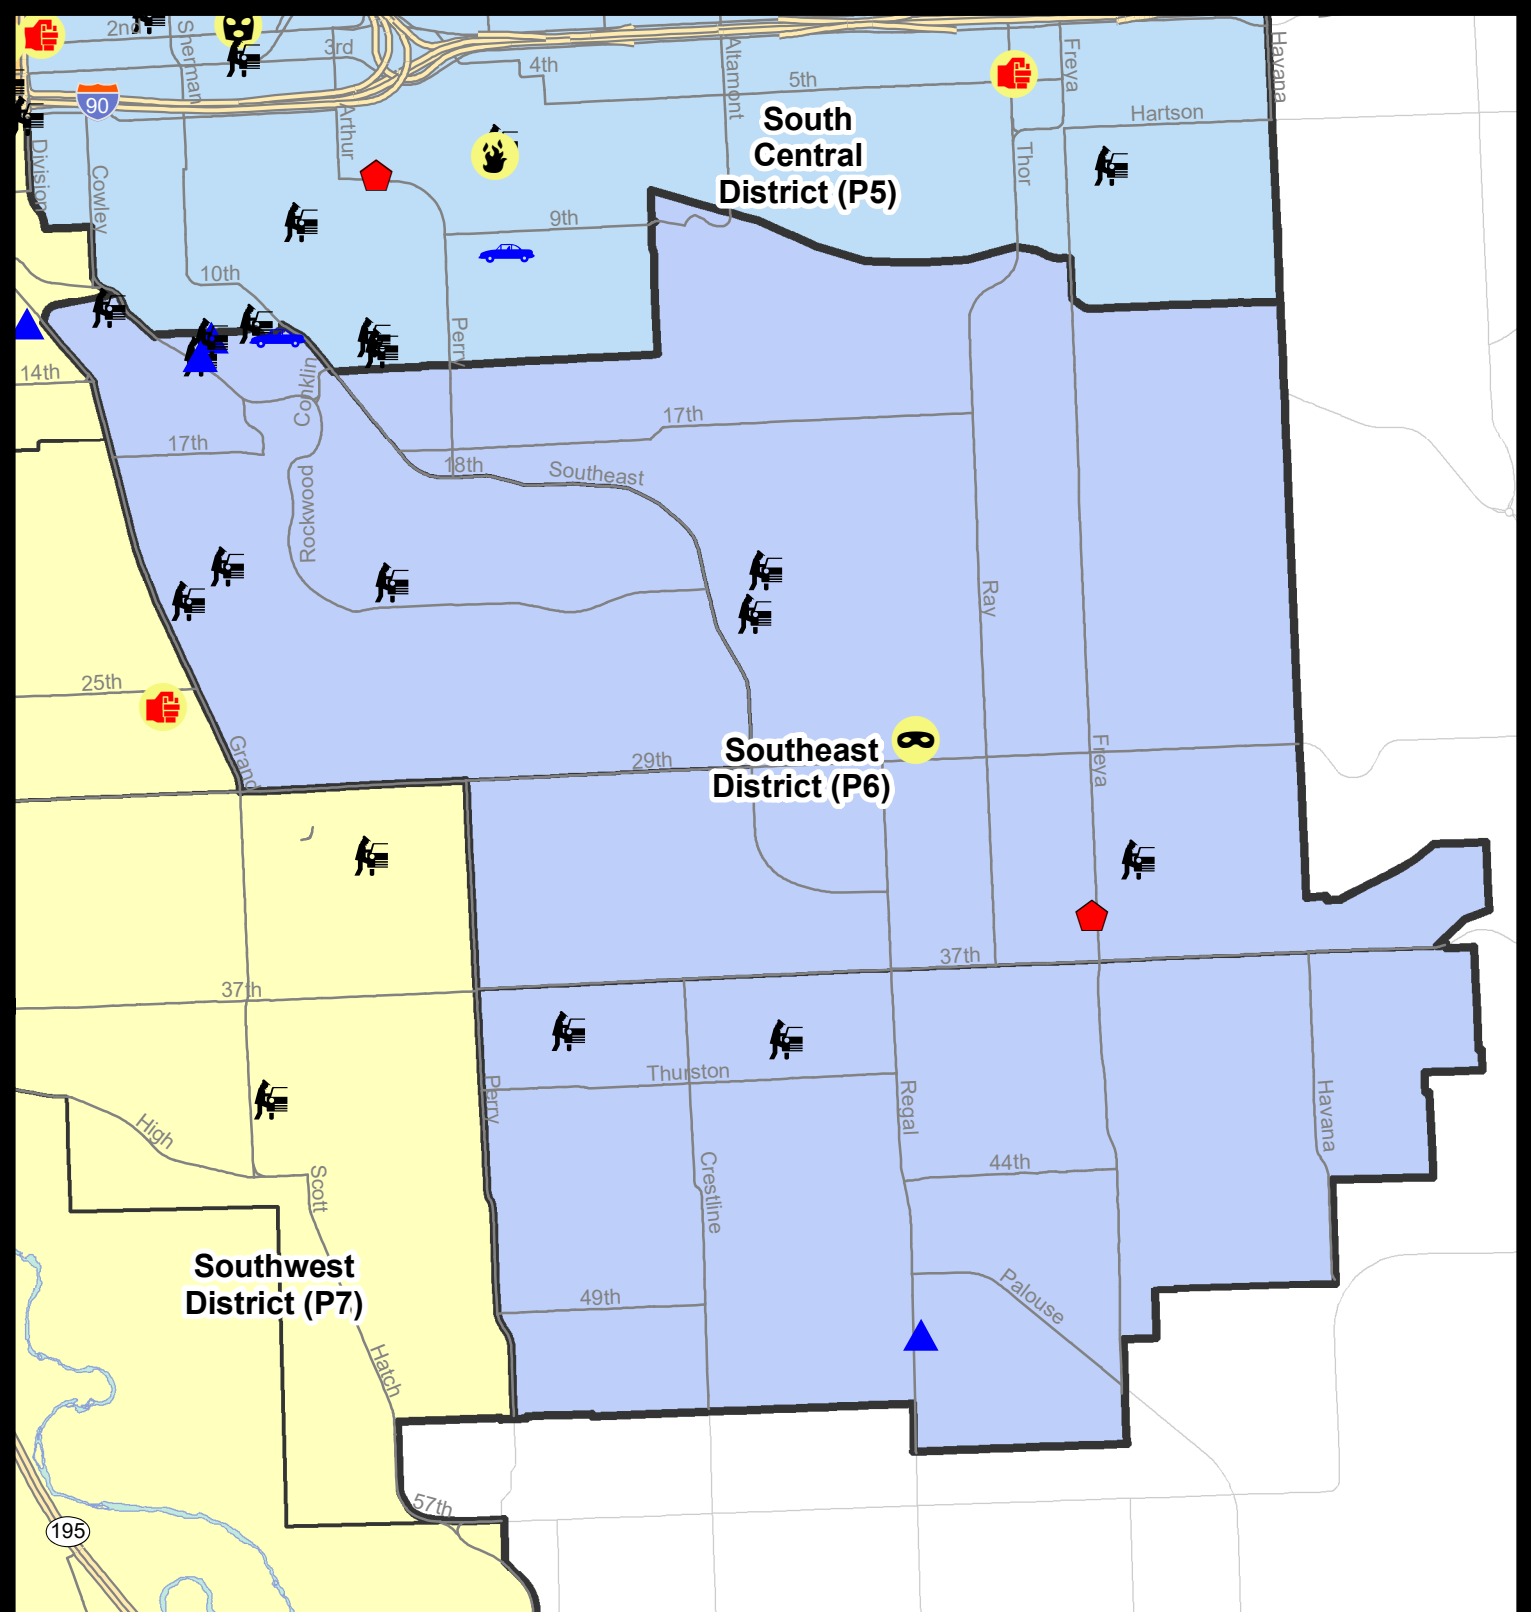 2nd
Sherman
3rd
4th
Altamont
5th
Freya
Havana
90
Arthur
South
Central
District (P5)
Hartson
Division
Cowley
Thor
9th
10th
Perry
14th
Conklin
17th
17th
18th
Southeast
Rockwood
Ray
25th
Grand
29th
Southeast
District (P6)
Freya
37th
37th
Thurston
Perry
Regal
Havana
High
Scott
Crestline
44th
Southwest
District (P7)
49th
Palouse
Hatch
57th
195